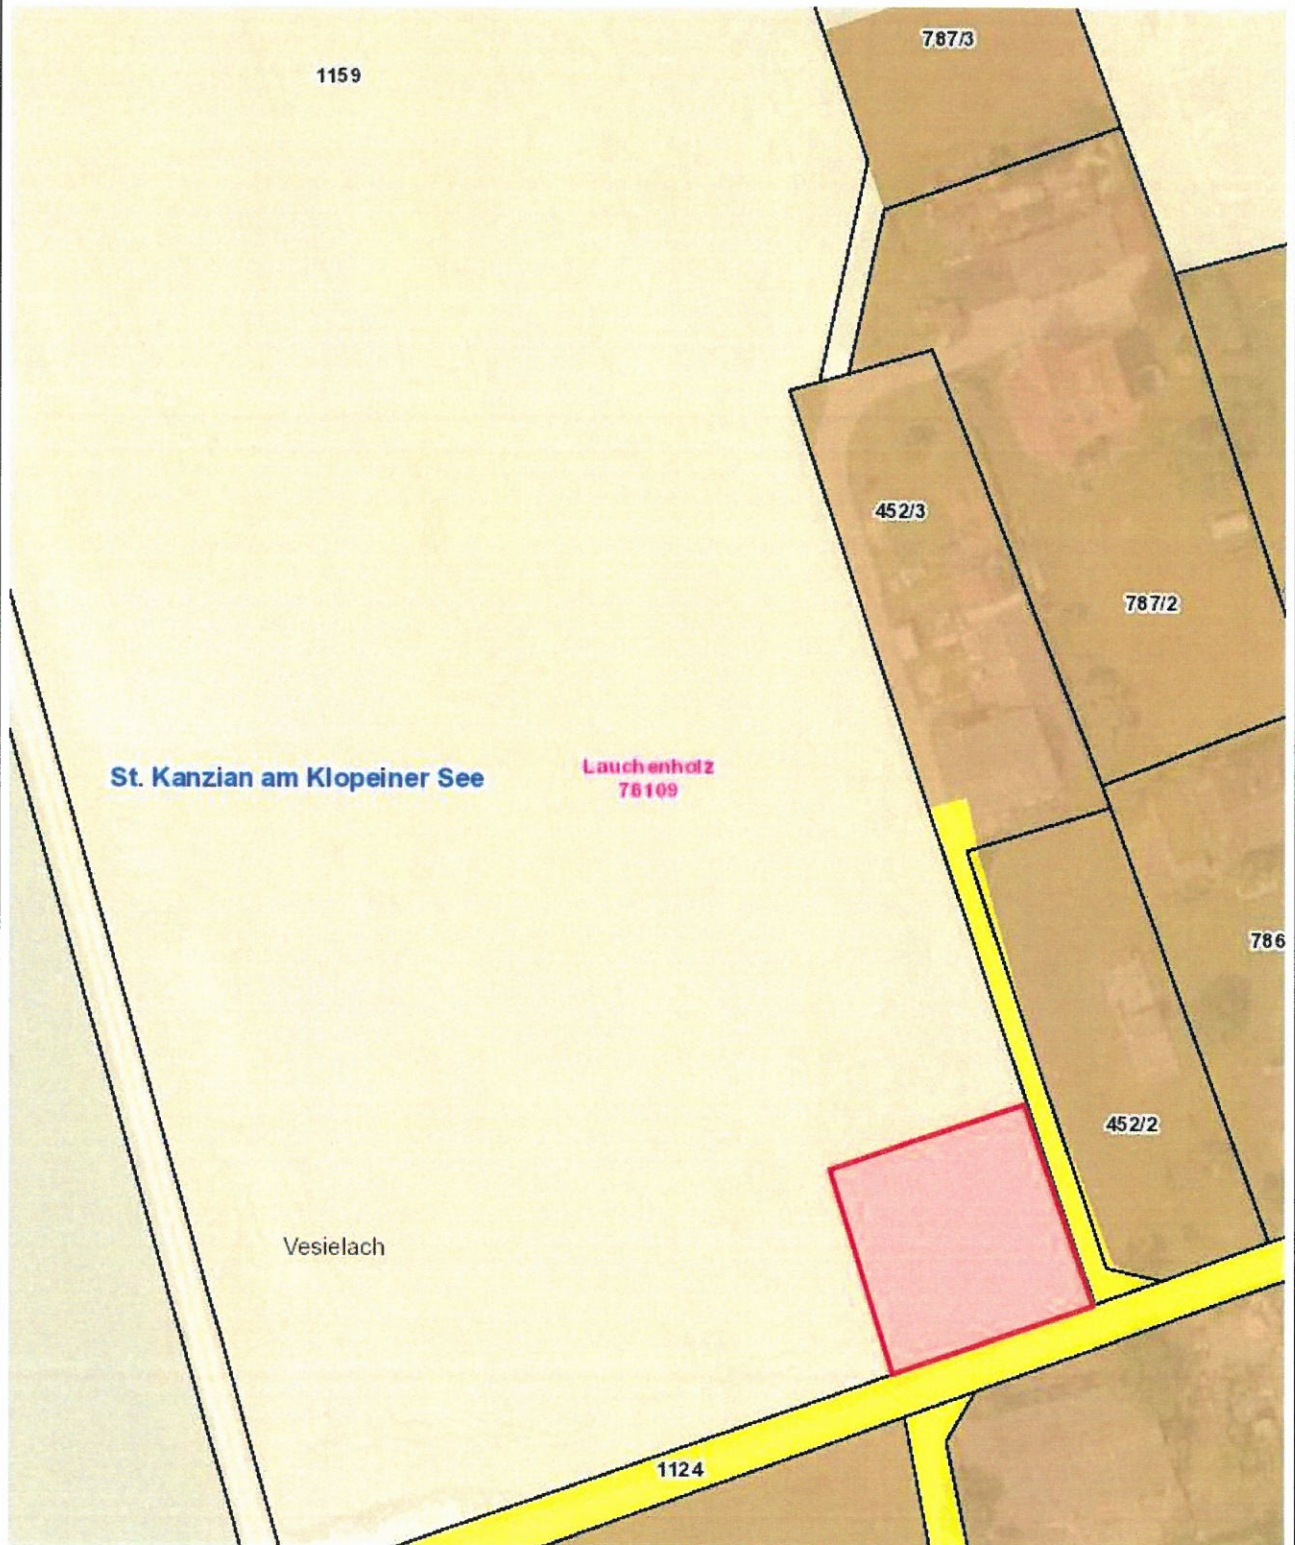 787/3
1159
452/3
787/2
St. Kanzian am Klopeiner See
Lauchenholz
76109
786
452/2
Vesielach
1124